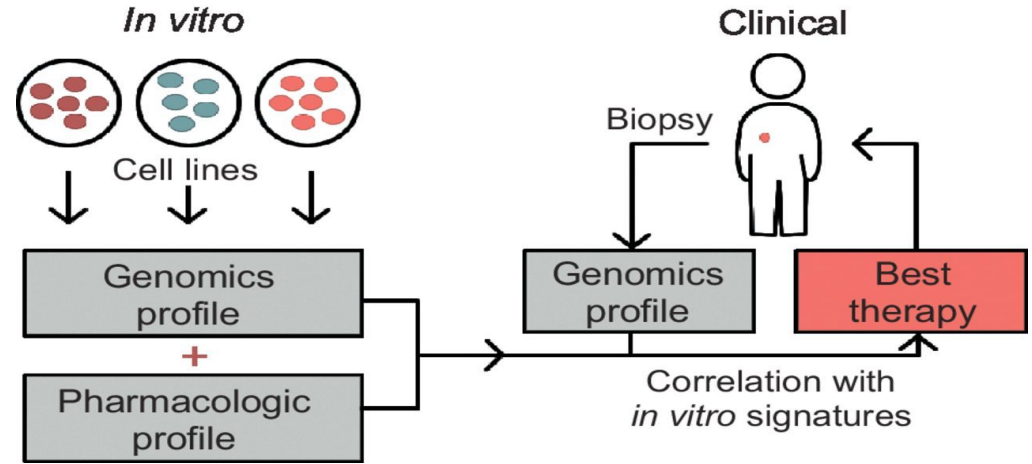 In vitro
Cell lines
Genomics
profile
+
Pharmacologic
profile
Clinical
Biopsy
Genomics
profile
Best
therapy
Correlation with
in vitro signatures